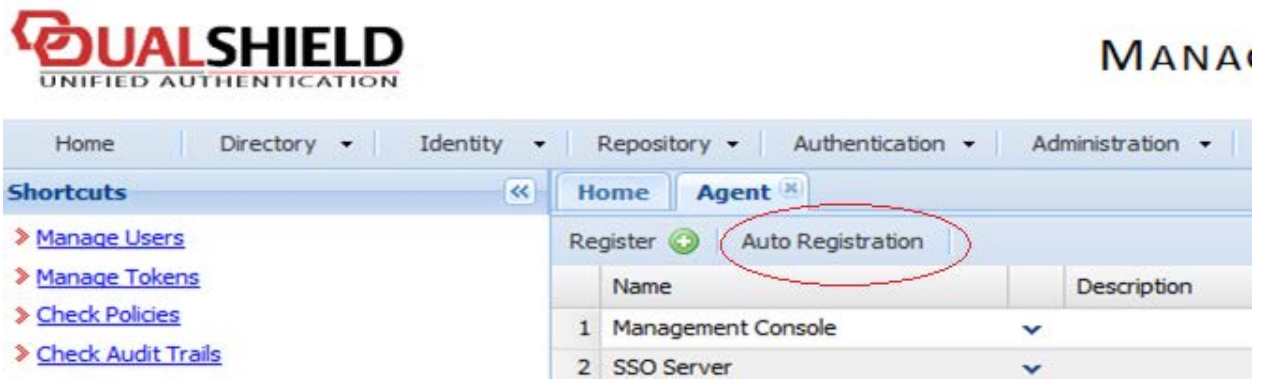 DUALSHIELD
UNIFIED AUTHENTICATION
MANAG
Home Directory Identity Repository Authentication Administration
Shortcuts
Home Agent
Manage Users
Manage Tokens
Check Policies
Check Audit Trails
Register Auto Registration
Name Description
1 Management Console
2 SSO Server